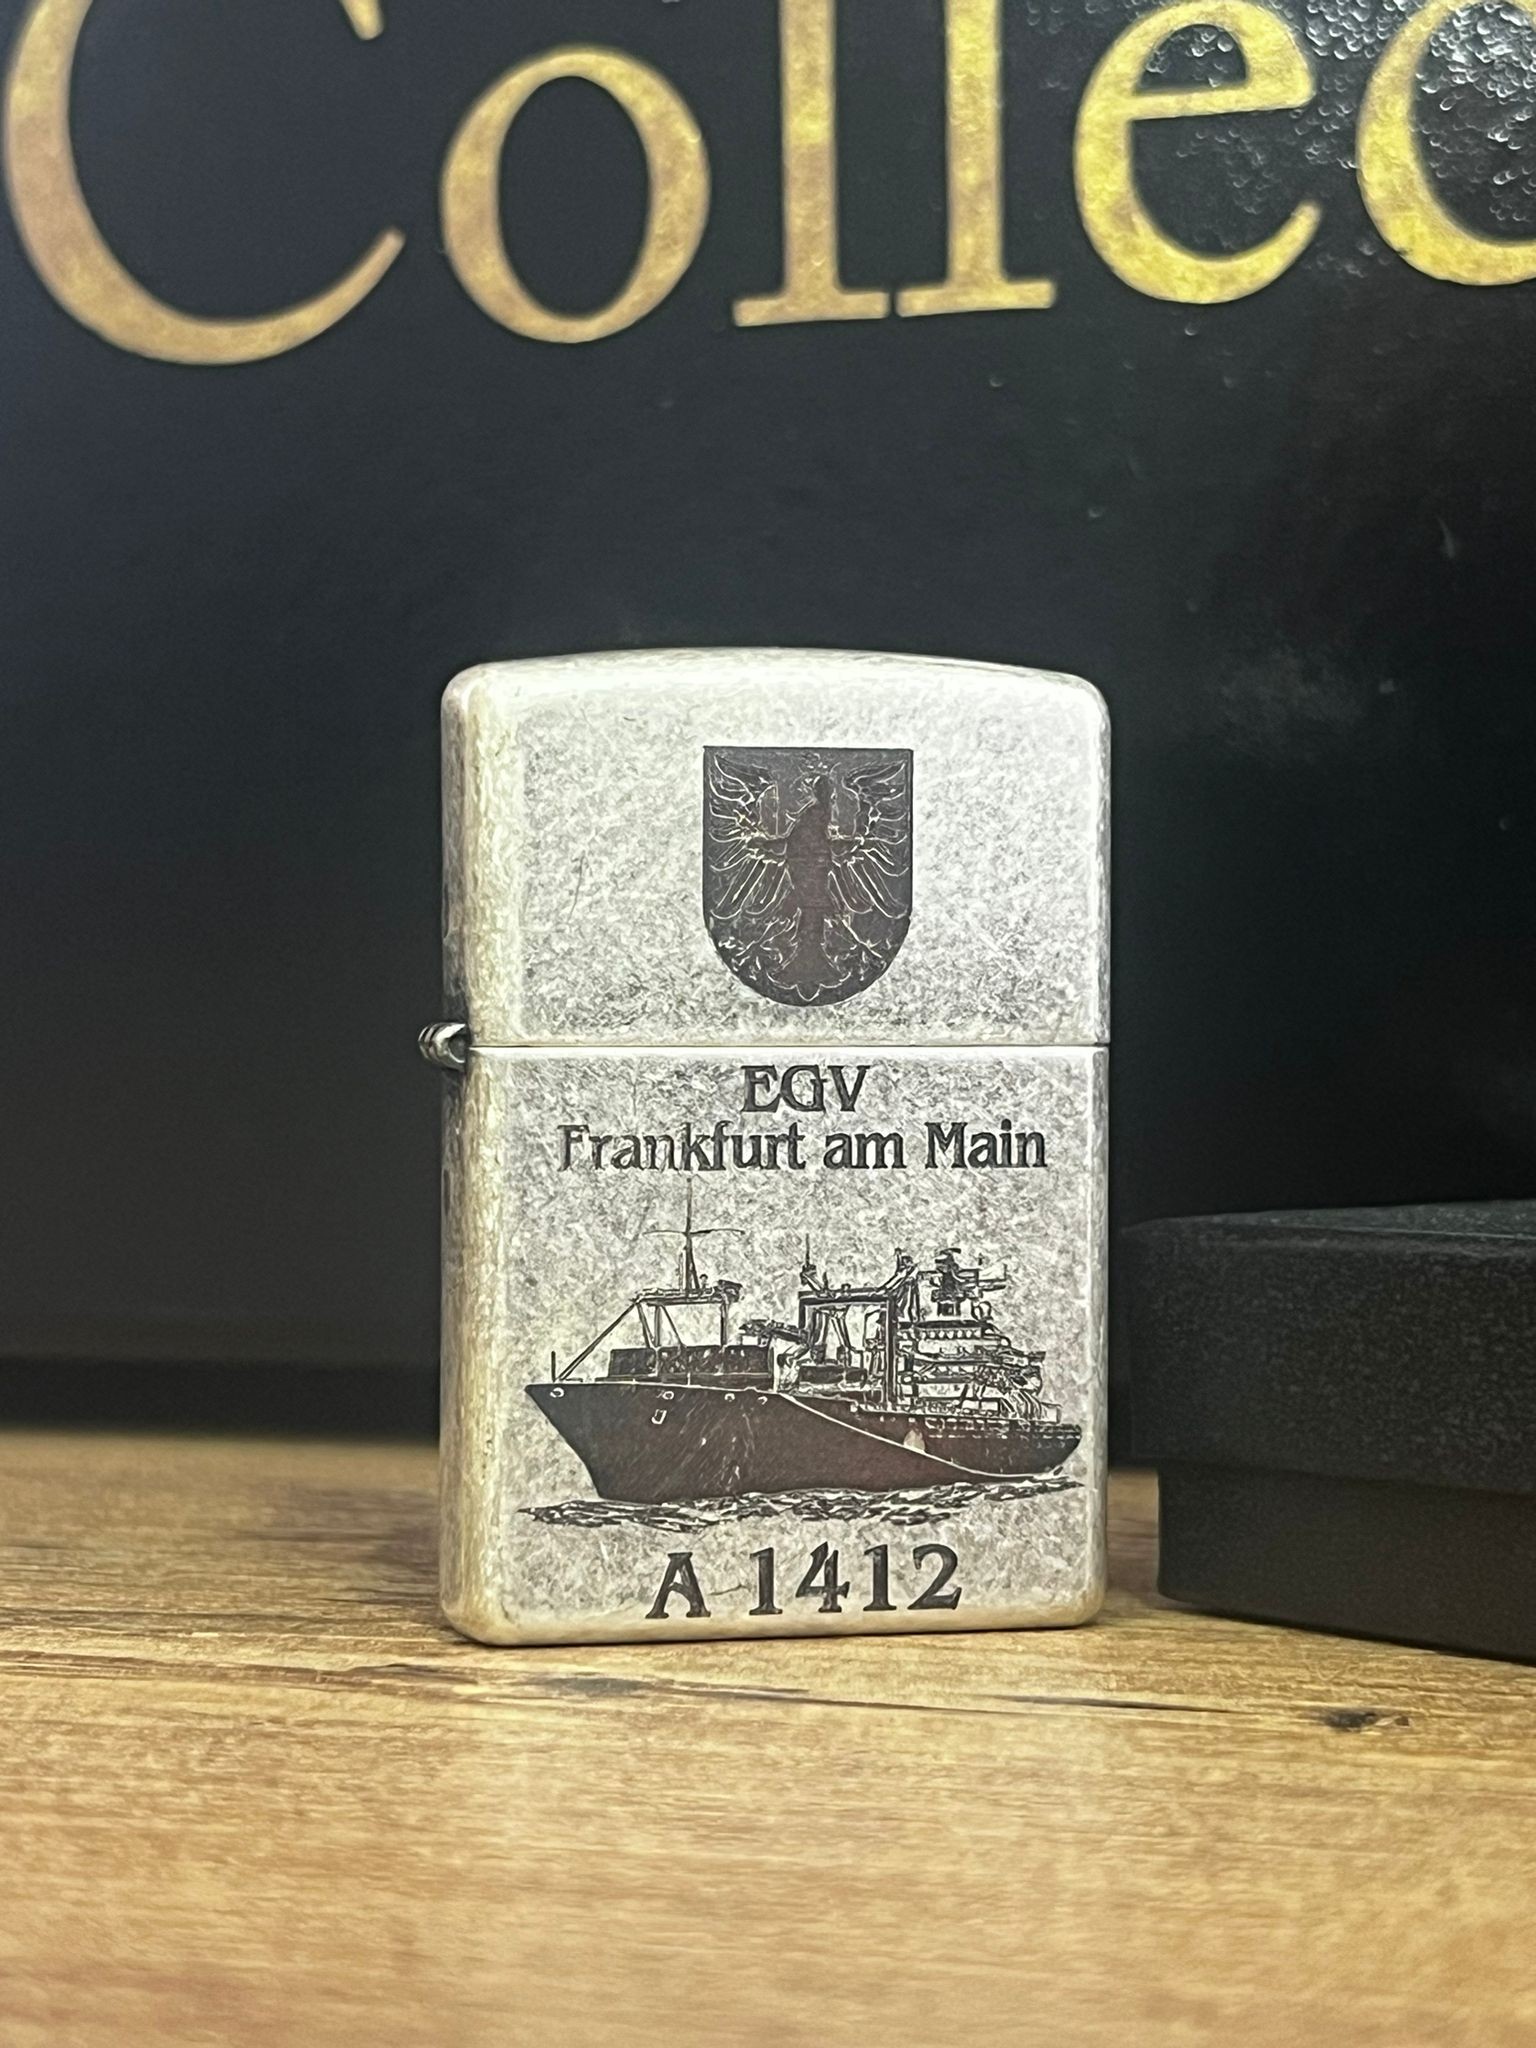 Collec
EGV
Frankfurt am Main
A 1412